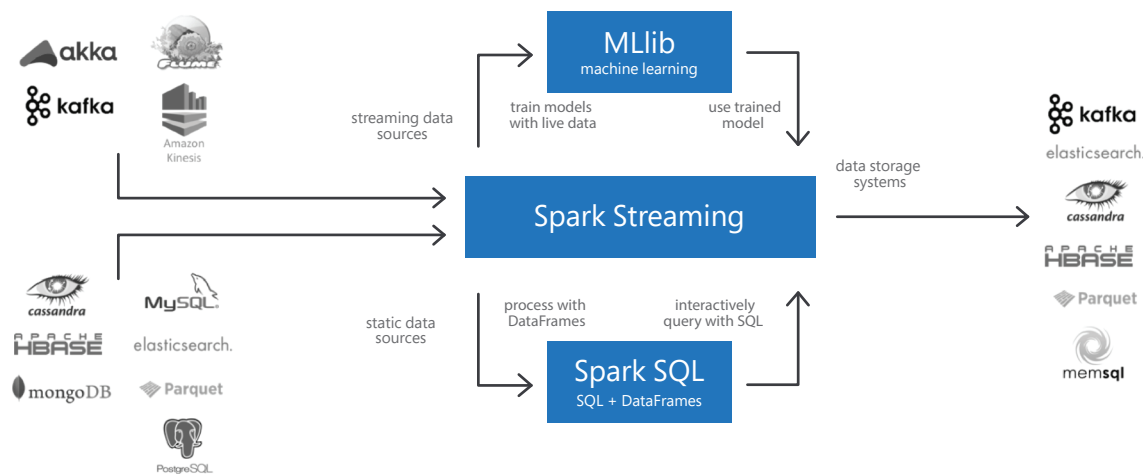 akka
FLUME
kafka
Amazon
Kinesis
streaming data
sources
MLlib
machine learning
train models
with live data
use trained
model
Spark Streaming
data storage
systems
kafka
elasticsearch.
cassandra
APACHE
HBASE
Parquet
memsql
cassandra
MySQL®
APACHE
HBASE
elasticsearch.
mongoDB
Parquet
PostgreSQL
static data
sources
process with
DataFrames
interactively
query with SQL
Spark SQL
SQL + DataFrames